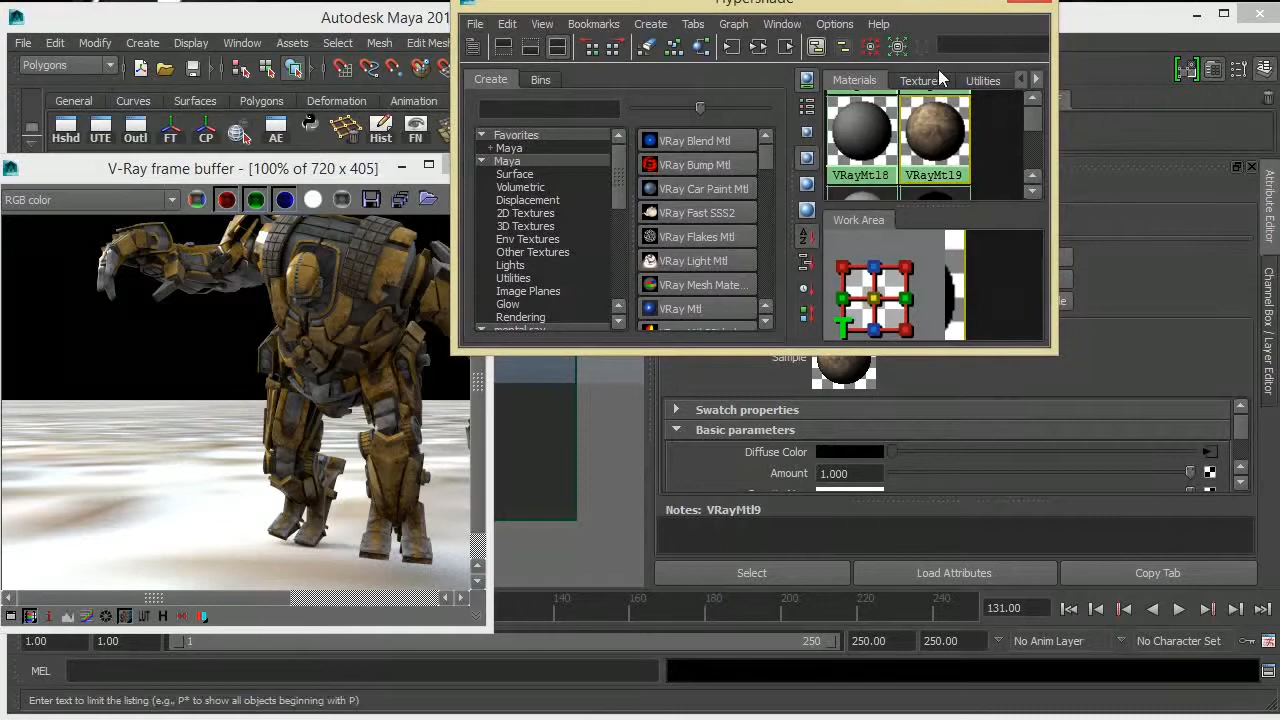 Autodesk Maya 201
Hypershade
File Edit Modify Create Display Window Assets Select Mesh Edit Mesh
File Edit View Bookmarks Create Tabs Graph Window Options Help
Polygons
General Curves Surfaces Polygons Deformation Animation
Hshd UTE Outl FT CP AE Hist FN
V-Ray frame buffer - [100% of 720 x 405]
RGB color
Create Bins
Favorites
+ Maya
Maya
Surface
Volumetric
Displacement
2D Textures
3D Textures
Env Textures
Other Textures
Lights
Utilities
Image Planes
Glow
Rendering
mental ray
VRay Blend Mtl
VRay Bump Mtl
VRay Car Paint Mtl
VRay Fast SSS2
VRay Flakes Mtl
VRay Light Mtl
VRay Mesh Mate...
VRay Mtl
Materials Textures Utilities
VRayMtl8 VRayMtl9
Work Area
T
Attribute Editor
Channel Box / Layer Editor
Sample
Swatch properties
Basic parameters
Diffuse Color
Amount 1.000
Notes: VRayMtl9
Select Load Attributes Copy Tab
LUT H
140 160 180 200 220 240 131.00
1.00 1.00 1 250 250.00 250.00 No Anim Layer No Character Set
MEL
Enter text to limit the listing (e.g., P* to show all objects beginning with P)